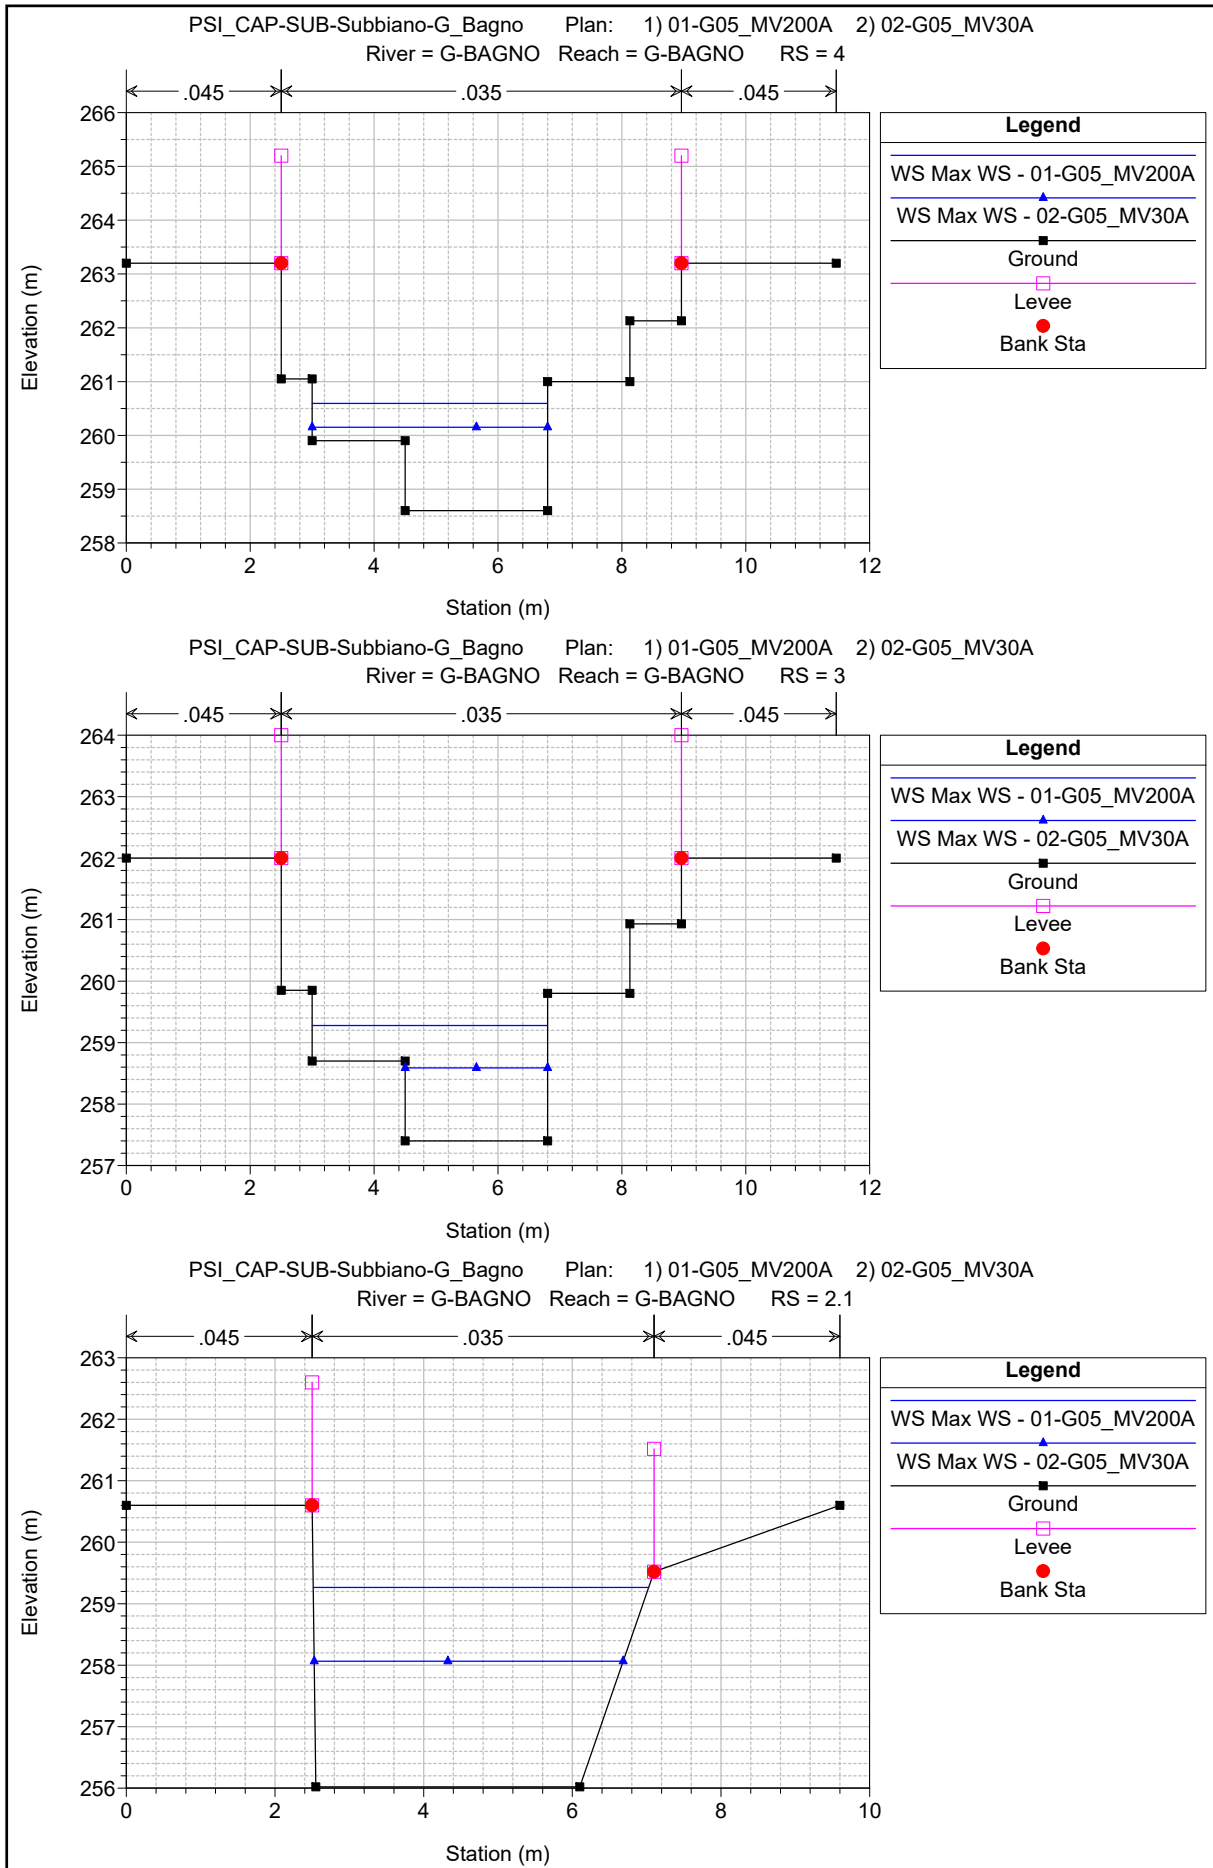 PSI_CAP-SUB-Subbiano-G_Bagno Plan: 1) 01-G05_MV200A 2) 02-G05_MV30A
River = G-BAGNO Reach = G-BAGNO RS = 4
.045 .035 .045
266
265
264
263
262
261
260
259
258
0 2 4 6 8 10 12
Station (m)
Elevation (m)
Legend
WS Max WS - 01-G05_MV200A
WS Max WS - 02-G05_MV30A
Ground
Levee
Bank Sta
PSI_CAP-SUB-Subbiano-G_Bagno Plan: 1) 01-G05_MV200A 2) 02-G05_MV30A
River = G-BAGNO Reach = G-BAGNO RS = 3
.045 .035 .045
264
263
262
261
260
259
258
257
0 2 4 6 8 10 12
Station (m)
Elevation (m)
Legend
WS Max WS - 01-G05_MV200A
WS Max WS - 02-G05_MV30A
Ground
Levee
Bank Sta
PSI_CAP-SUB-Subbiano-G_Bagno Plan: 1) 01-G05_MV200A 2) 02-G05_MV30A
River = G-BAGNO Reach = G-BAGNO RS = 2.1
.045 .035 .045
263
262
261
260
259
258
257
256
0 2 4 6 8 10
Station (m)
Elevation (m)
Legend
WS Max WS - 01-G05_MV200A
WS Max WS - 02-G05_MV30A
Ground
Levee
Bank Sta